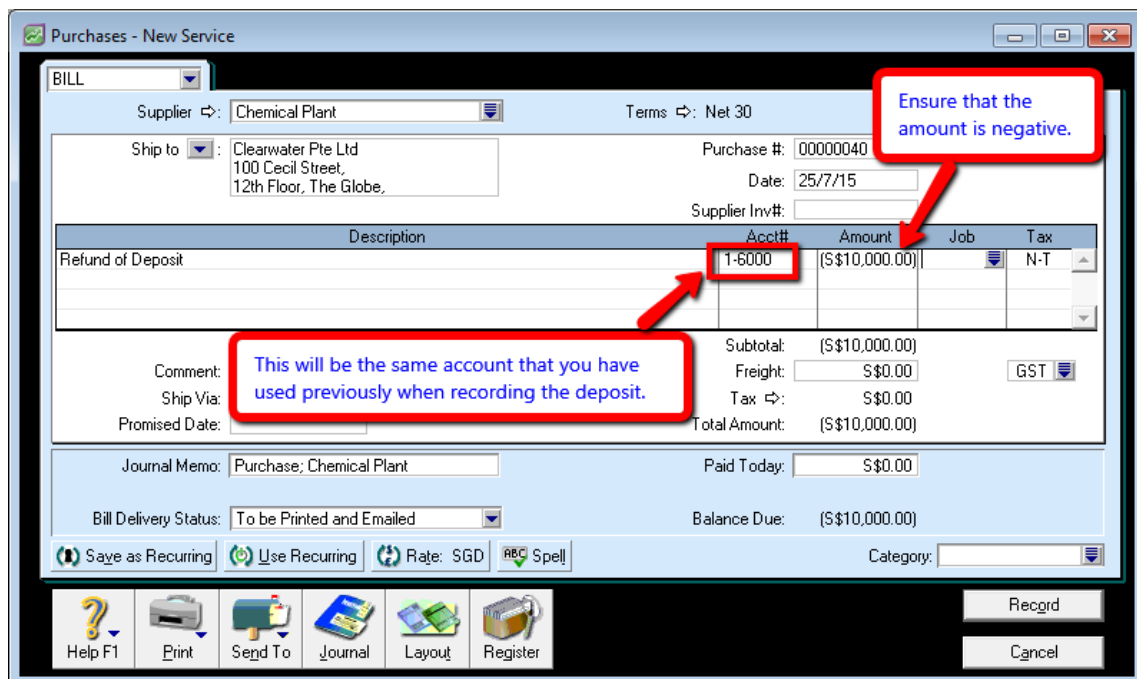 Purchases - New Service
BILL
Supplier ⇨: Chemical Plant Terms ⇨: Net 30
Ensure that the
amount is negative.
Ship to : Clearwater Pte Ltd
100 Cecil Street,
12th Floor, The Globe,
Purchase #: 00000040
Date: 25/7/15
Supplier Inv#:
Description Acct# Amount Job Tax
Refund of Deposit 1-6000 (S$10,000.00) N-T
This will be the same account that you have
used previously when recording the deposit.
Subtotal: (S$10,000.00)
Comment: Freight: S$0.00 GST
Ship Via: Tax ⇨: S$0.00
Promised Date: Total Amount: (S$10,000.00)
Journal Memo: Purchase; Chemical Plant Paid Today: S$0.00
Bill Delivery Status: To be Printed and Emailed Balance Due: (S$10,000.00)
Save as Recurring Use Recurring Rate: SGD ABC Spell Category:
Help F1 Print Send To Journal Layout Register
Record
Cancel